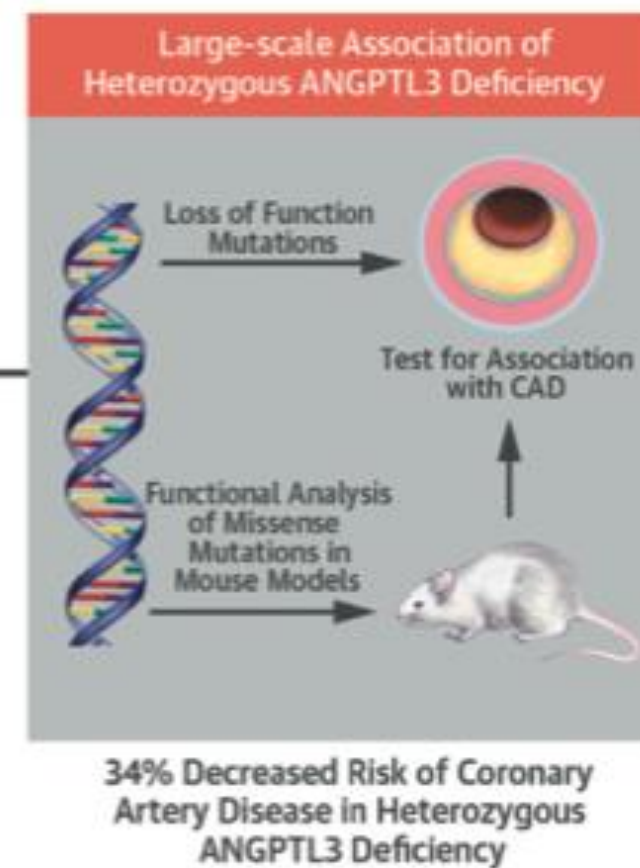 Large-scale Association of
Heterozygous ANGPTL3 Deficiency
Loss of Function
Mutations
Test for Association
with CAD
Functional Analysis
of Missense
Mutations in
Mouse Models
34% Decreased Risk of Coronary
Artery Disease in Heterozygous
ANGPTL3 Deficiency